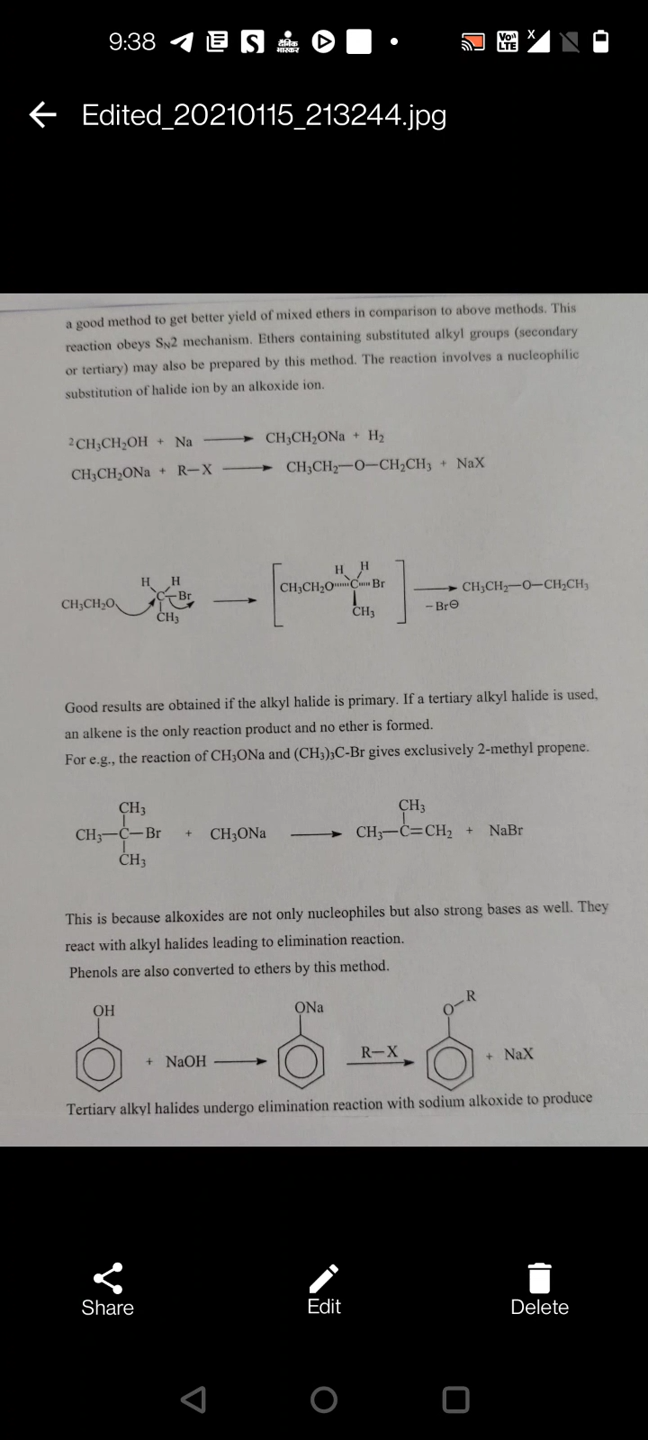 9:38
दैनिक भास्कर
Vo))
LTE
X
Edited_20210115_213244.jpg
a good method to get better yield of mixed ethers in comparison to above methods. This
reaction obeys SN2 mechanism. Ethers containing substituted alkyl groups (secondary
or tertiary) may also be prepared by this method. The reaction involves a nucleophilic
substitution of halide ion by an alkoxide ion.
2CH3CH2OH + Na ⟶ CH3CH2ONa + H2
CH3CH2ONa + R—X ⟶ CH3CH2—O—CH2CH3 + NaX
H H H H
CH3CH2O C—Br ⟶ [CH3CH2O┈┈C┈┈Br] ⟶ CH3CH2—O—CH2CH3
CH3 CH3 – Br⊖
Good results are obtained if the alkyl halide is primary. If a tertiary alkyl halide is used,
an alkene is the only reaction product and no ether is formed.
For e.g., the reaction of CH3ONa and (CH3)3C-Br gives exclusively 2-methyl propene.
CH3 CH3
CH3—C—Br + CH3ONa ⟶ CH3—C=CH2 + NaBr
CH3
This is because alkoxides are not only nucleophiles but also strong bases as well. They
react with alkyl halides leading to elimination reaction.
Phenols are also converted to ethers by this method.
OH ONa O—R
+ NaOH ⟶ R—X ⟶ + NaX
Tertiary alkyl halides undergo elimination reaction with sodium alkoxide to produce
Share Edit Delete